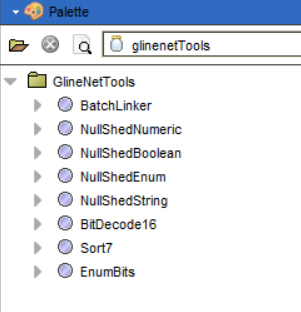 Palette
glinenetTools
GlineNetTools
BatchLinker
NullShedNumeric
NullShedBoolean
NullShedEnum
NullShedString
BitDecode16
Sort7
EnumBits